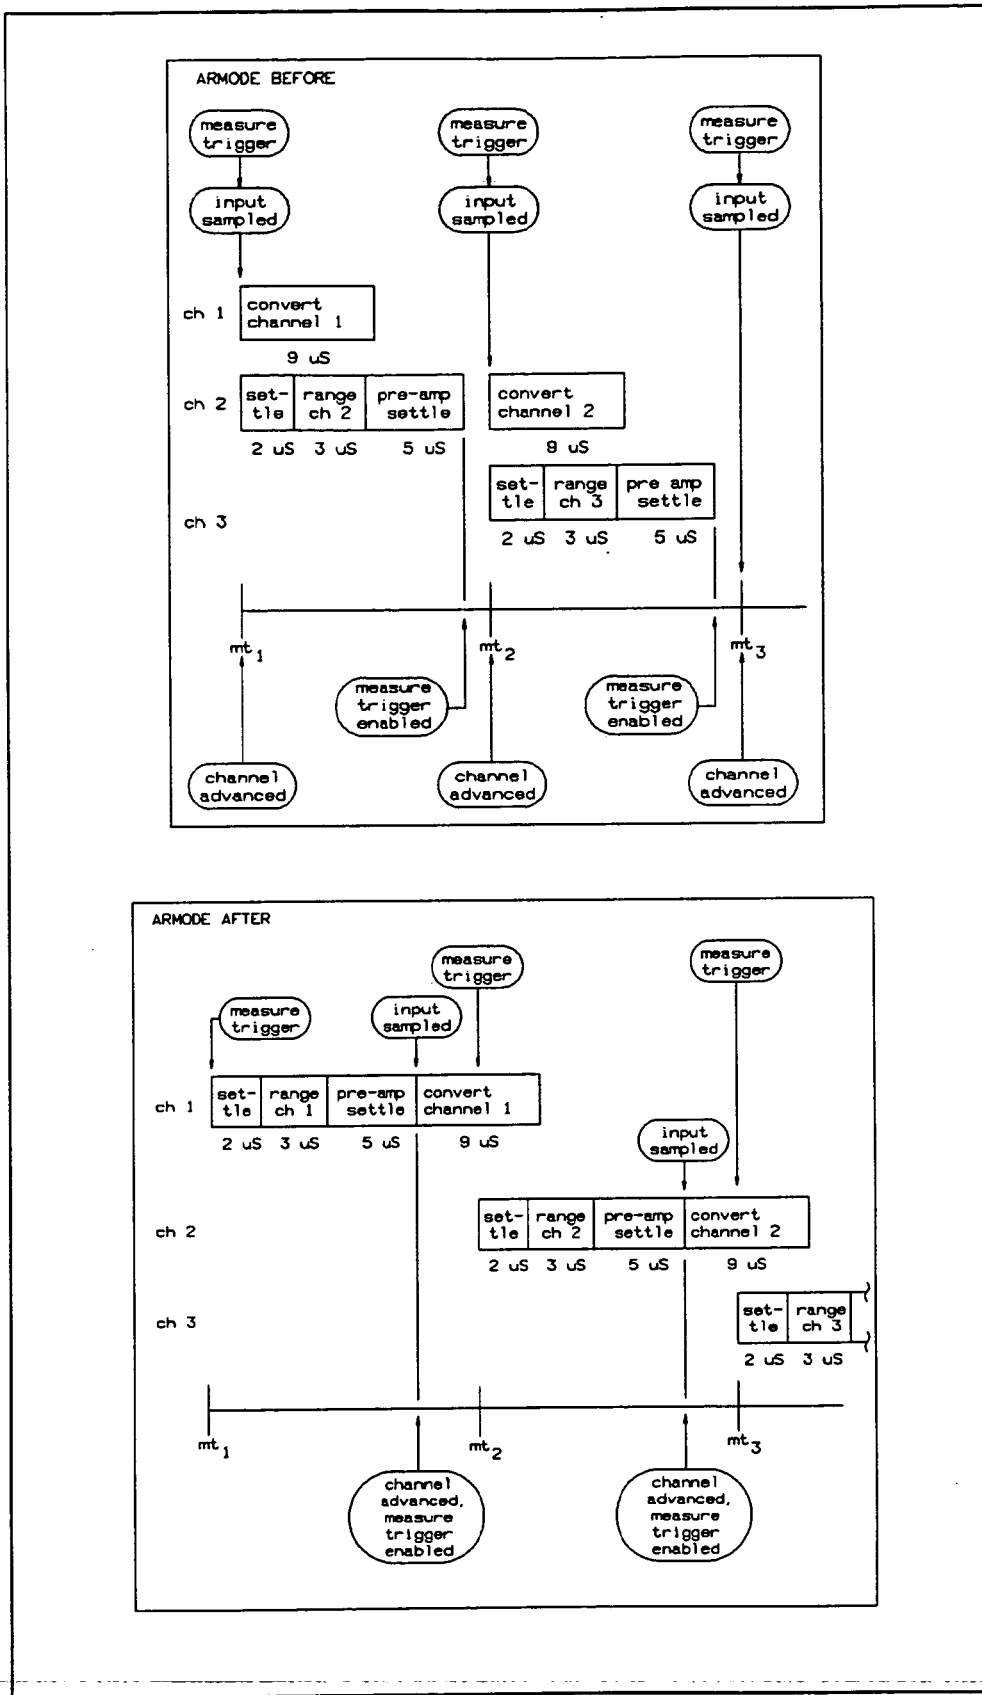 ARMODE BEFORE
measure
trigger
measure
trigger
measure
trigger
input
sampled
input
sampled
input
sampled
ch 1
convert
channel 1
9 uS
ch 2
set-
tle
range
ch 2
pre-amp
settle
convert
channel 2
2 uS 3 uS 5 uS 9 uS
ch 3
set-
tle
range
ch 3
pre amp
settle
2 uS 3 uS 5 uS
mt1 mt2 mt3
measure
trigger
enabled
measure
trigger
enabled
channel
advanced
channel
advanced
channel
advanced
ARMODE AFTER
measure
trigger
measure
trigger
measure
trigger
input
sampled
ch 1
set-
tle
range
ch 1
pre-amp
settle
convert
channel 1
2 uS 3 uS 5 uS 9 uS
input
sampled
ch 2
set-
tle
range
ch 2
pre-amp
settle
convert
channel 2
2 uS 3 uS 5 uS 9 uS
ch 3
set-
tle
range
ch 3
2 uS 3 uS
mt1 mt2 mt3
channel
advanced,
measure
trigger
enabled
channel
advanced,
measure
trigger
enabled